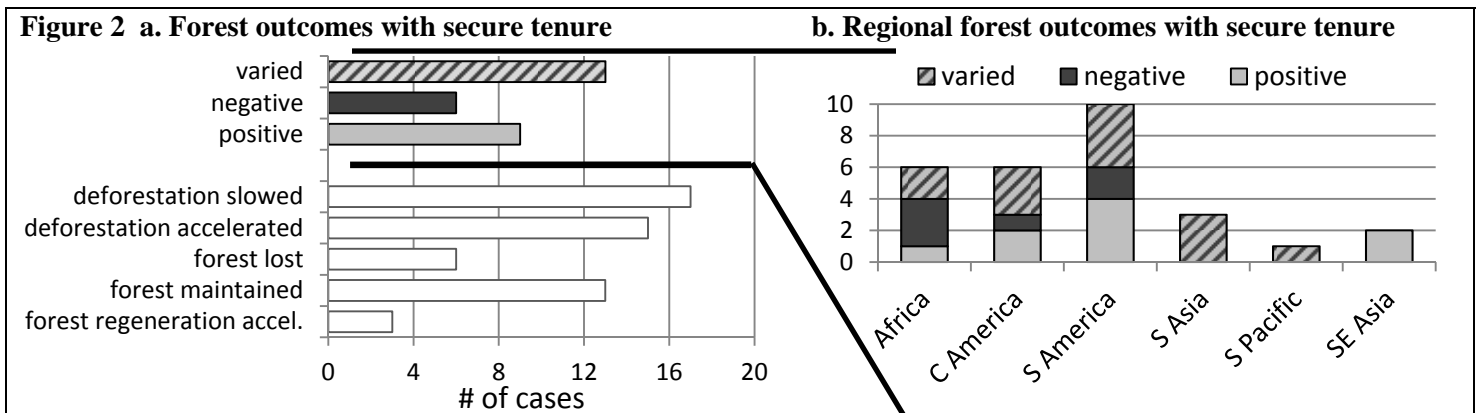 Figure 2 a. Forest outcomes with secure tenure
varied
negative
positive
deforestation slowed
deforestation accelerated
forest lost
forest maintained
forest regeneration accel.
0 4 8 12 16 20
# of cases
b. Regional forest outcomes with secure tenure
varied negative positive
10
8
6
4
2
0
Africa
C America
S America
S Asia
S Pacific
SE Asia